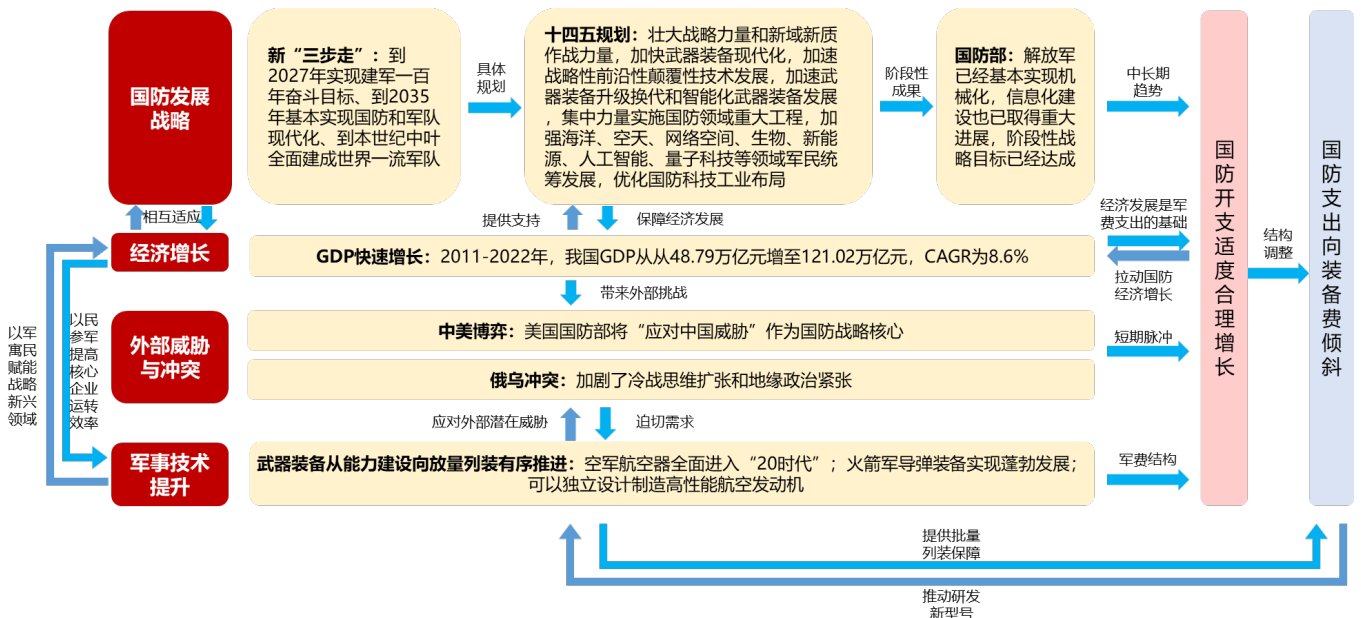 国防发展
战略
新“三步走”：到
2027年实现建军一百
年奋斗目标、到2035
年基本实现国防和军队
现代化、到本世纪中叶
全面建成世界一流军队
具体
规划
十四五规划：壮大战略力量和新域新质
作战力量，加快武器装备现代化，加速
战略性前沿性颠覆性技术发展，加速武
器装备升级换代和智能化武器装备发展
，集中力量实施国防领域重大工程，加
强海洋、空天、网络空间、生物、新能
源、人工智能、量子科技等领域军民统
筹发展，优化国防科技工业布局
阶段性
成果
国防部：解放军
已经基本实现机
械化，信息化建
设也已取得重大
进展，阶段性战
略目标已经达成
中长期
趋势
相互适应
提供支持
保障经济发展
经济增长
GDP快速增长：2011-2022年，我国GDP从从48.79万亿元增至121.02万亿元，CAGR为8.6%
经济发展是军
费支出的基础
拉动国防
经济增长
带来外部挑战
外部威胁
与冲突
中美博弈：美国国防部将“应对中国威胁”作为国防战略核心
俄乌冲突：加剧了冷战思维扩张和地缘政治紧张
短期脉冲
应对外部潜在威胁
迫切需求
军事技术
提升
武器装备从能力建设向放量列装有序推进：空军航空器全面进入“20时代”；火箭军导弹装备实现蓬勃发展；
可以独立设计制造高性能航空发动机
军费结构
以军
寓民
赋能
战略
新兴
领域
以民
参军
提高
核心
企业
运转
效率
国防开支适度合理增长
结构
调整
国防支出向装备费倾斜
提供批量
列装保障
推动研发
新型号